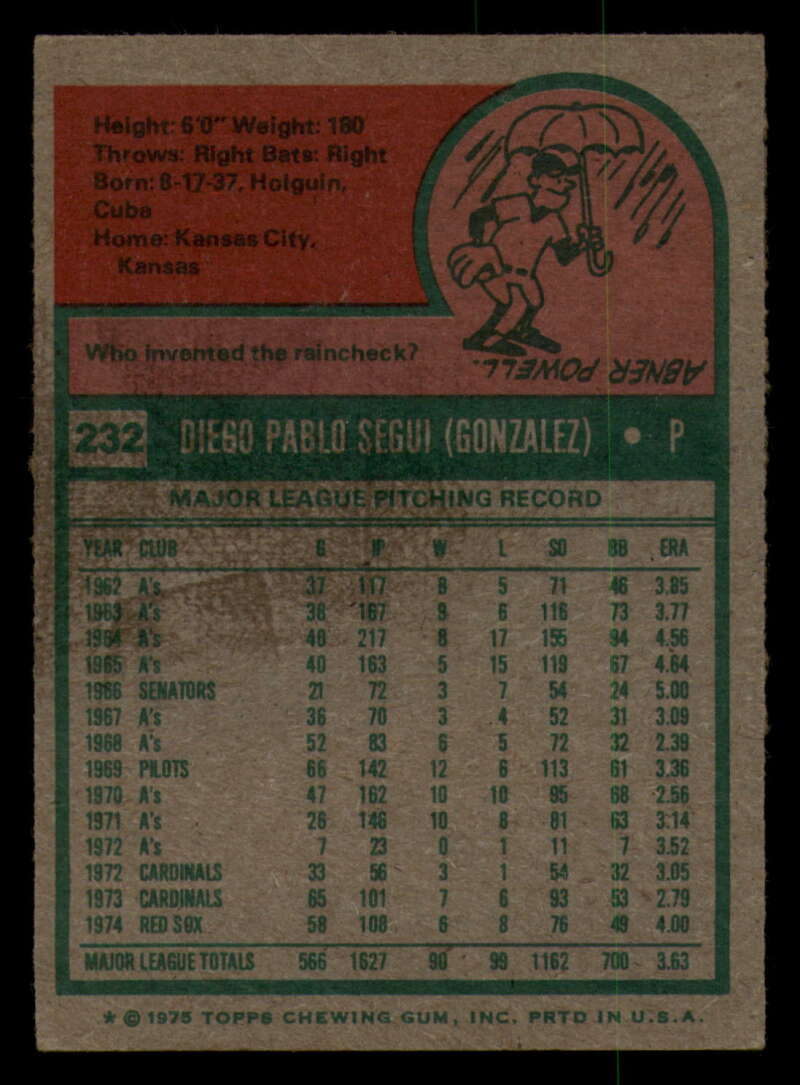 Height: 6'0" Weight: 180
Throws: Right Bats: Right
Born: 8-17-37, Holguin,
Cuba
Home: Kansas City,
Kansas
Who invented the raincheck?
ABNER POWELL.
232 DIEGO PABLO SEGUI (GONZALEZ) • P
MAJOR LEAGUE PITCHING RECORD
YEAR CLUB G IP W L SO BB ERA
1962 A's 37 117 8 5 71 46 3.85
1963 A's 38 167 9 6 116 73 3.77
1964 A's 40 217 8 17 155 94 4.56
1965 A's 40 163 5 15 119 67 4.64
1966 SENATORS 21 72 3 7 54 24 5.00
1967 A's 36 70 3 4 52 31 3.09
1968 A's 52 83 6 5 72 32 2.39
1969 PILOTS 66 142 12 6 113 61 3.36
1970 A's 47 162 10 10 95 68 2.56
1971 A's 26 146 10 8 81 63 3.14
1972 A's 7 23 0 1 11 7 3.52
1972 CARDINALS 33 56 3 1 54 32 3.05
1973 CARDINALS 65 101 7 6 93 53 2.79
1974 RED SOX 58 108 6 8 76 49 4.00
MAJOR LEAGUE TOTALS 566 1627 90 99 1162 700 3.63
* © 1975 TOPPS CHEWING GUM, INC. PRTD IN U.S.A.